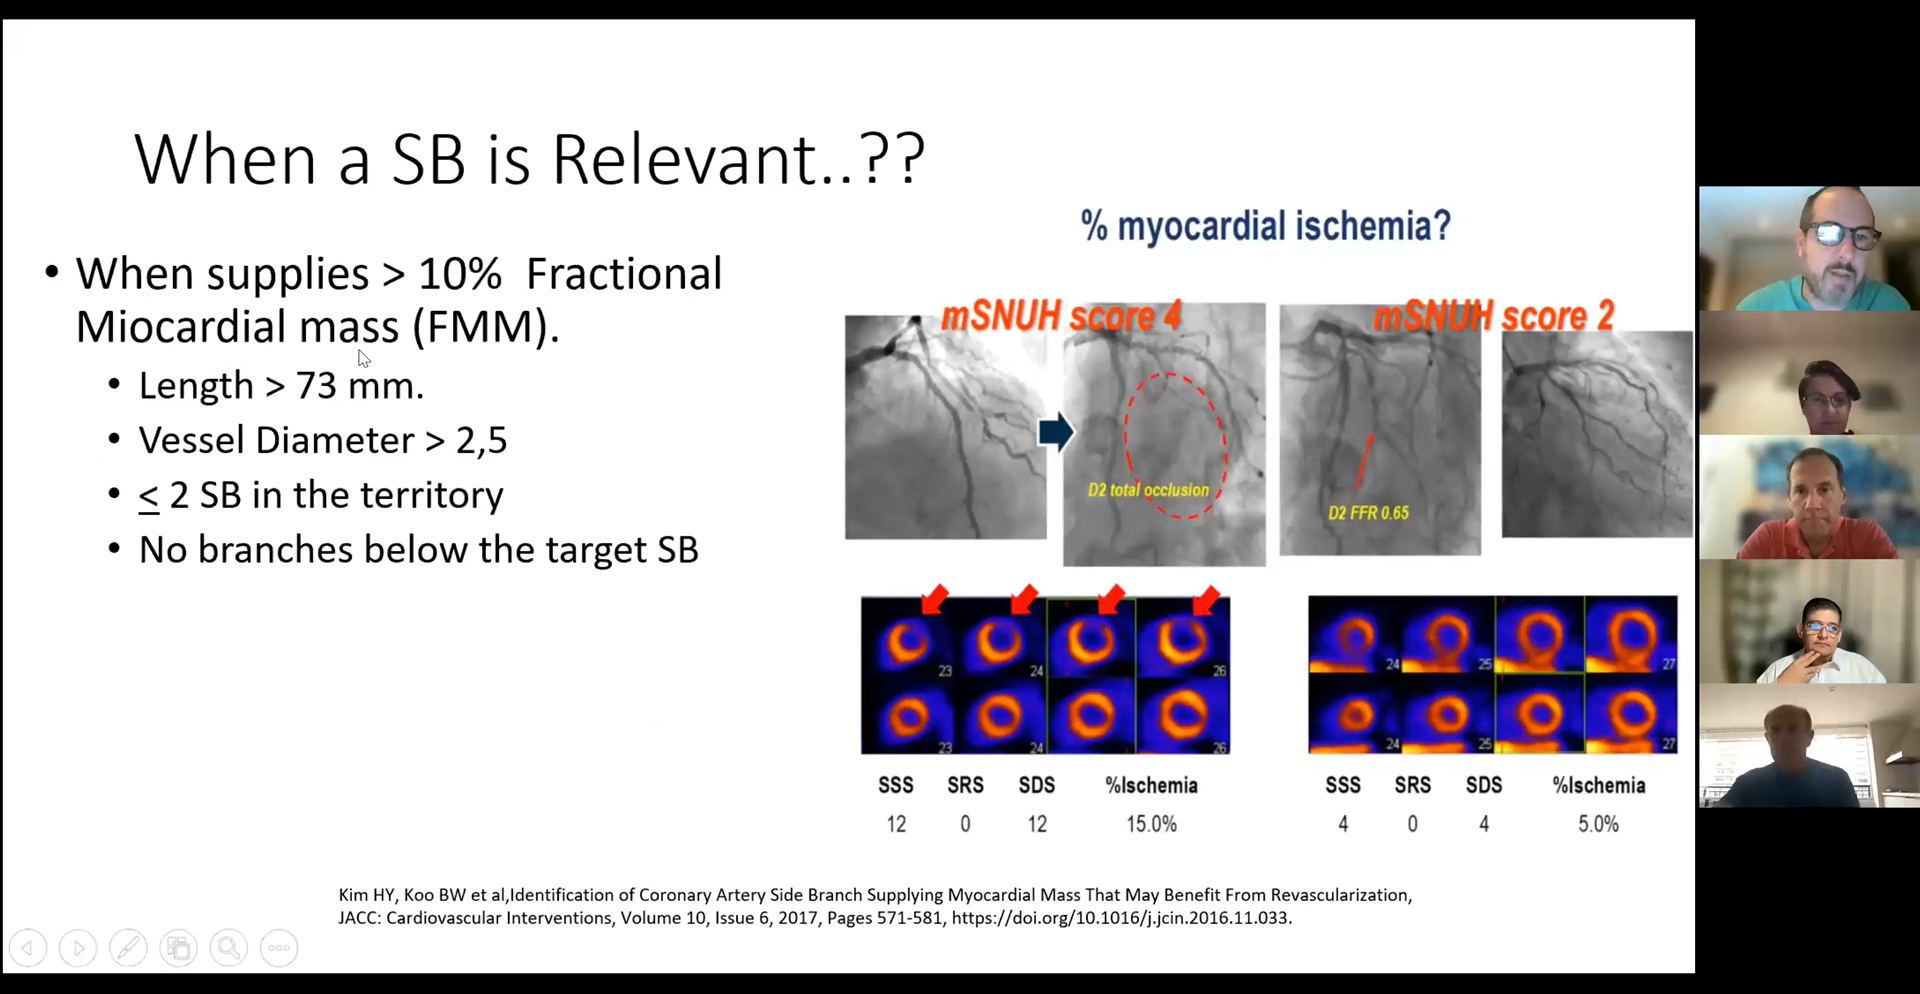 When a SB is Relevant..??
• When supplies > 10% Fractional
Miocardial mass (FMM).
• Length > 73 mm.
• Vessel Diameter > 2,5
• < 2 SB in the territory
• No branches below the target SB
% myocardial ischemia?
mSNUH score 4
mSNUH score 2
D2 total occlusion
D2 FFR 0.65
23 24 26
23 24 26
24 25 27
24 25 27
SSS SRS SDS %Ischemia
12 0 12 15.0%
SSS SRS SDS %Ischemia
4 0 4 5.0%
Kim HY, Koo BW et al,Identification of Coronary Artery Side Branch Supplying Myocardial Mass That May Benefit From Revascularization,
JACC: Cardiovascular Interventions, Volume 10, Issue 6, 2017, Pages 571-581, https://doi.org/10.1016/j.jcin.2016.11.033.